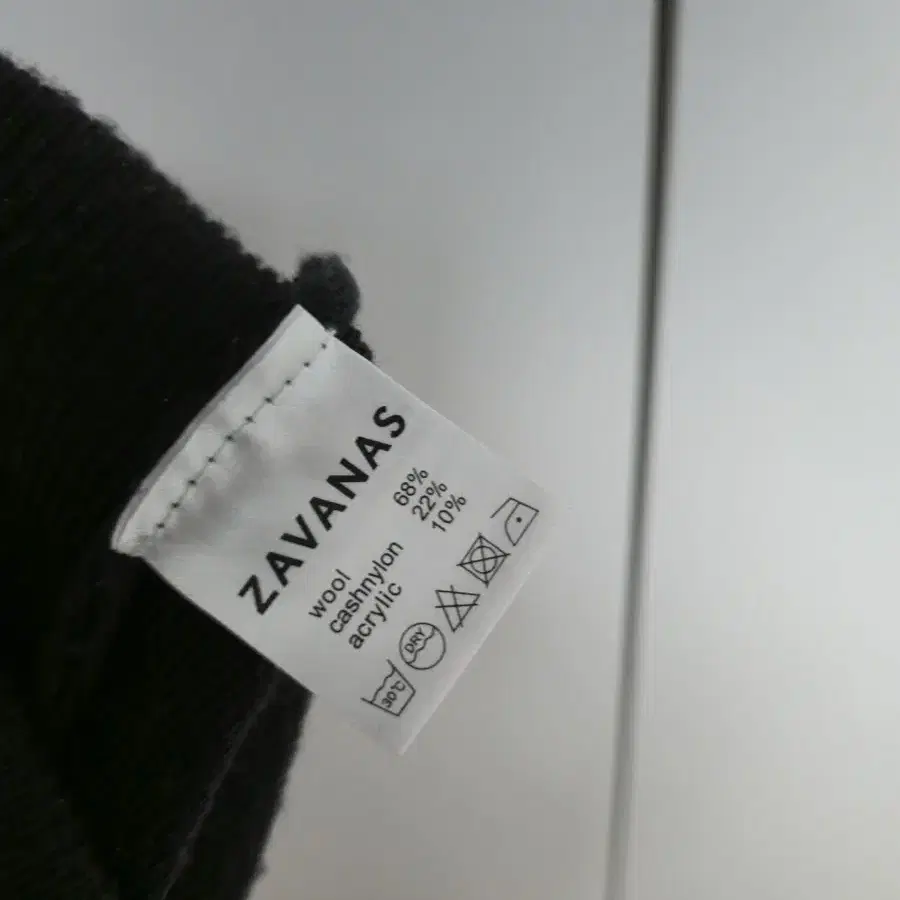 ZAVANAS
wool 68%
cashnylon 22%
acrylic 10%
30℃
DRY